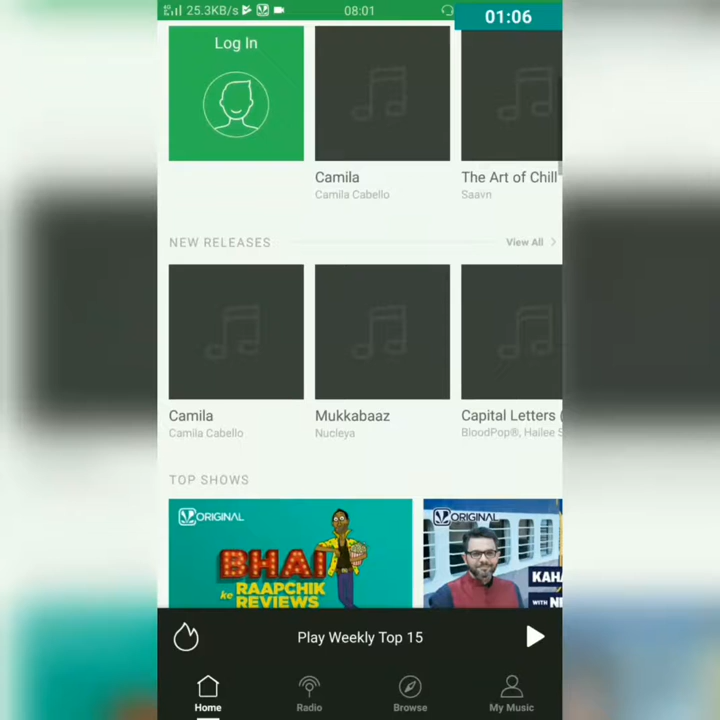 25.3KB/s
08:01
01:06
Log In
Camila
Camila Cabello
The Art of Chill
Saavn
NEW RELEASES
View All
Camila
Camila Cabello
Mukkabaaz
Nucleya
Capital Letters (
BloodPop®, Hailee S
TOP SHOWS
ORIGINAL
BHAI
ke RAAPCHIK
REVIEWS
ORIGINAL
KAHA
WITH NE
Play Weekly Top 15
Home
Radio
Browse
My Music